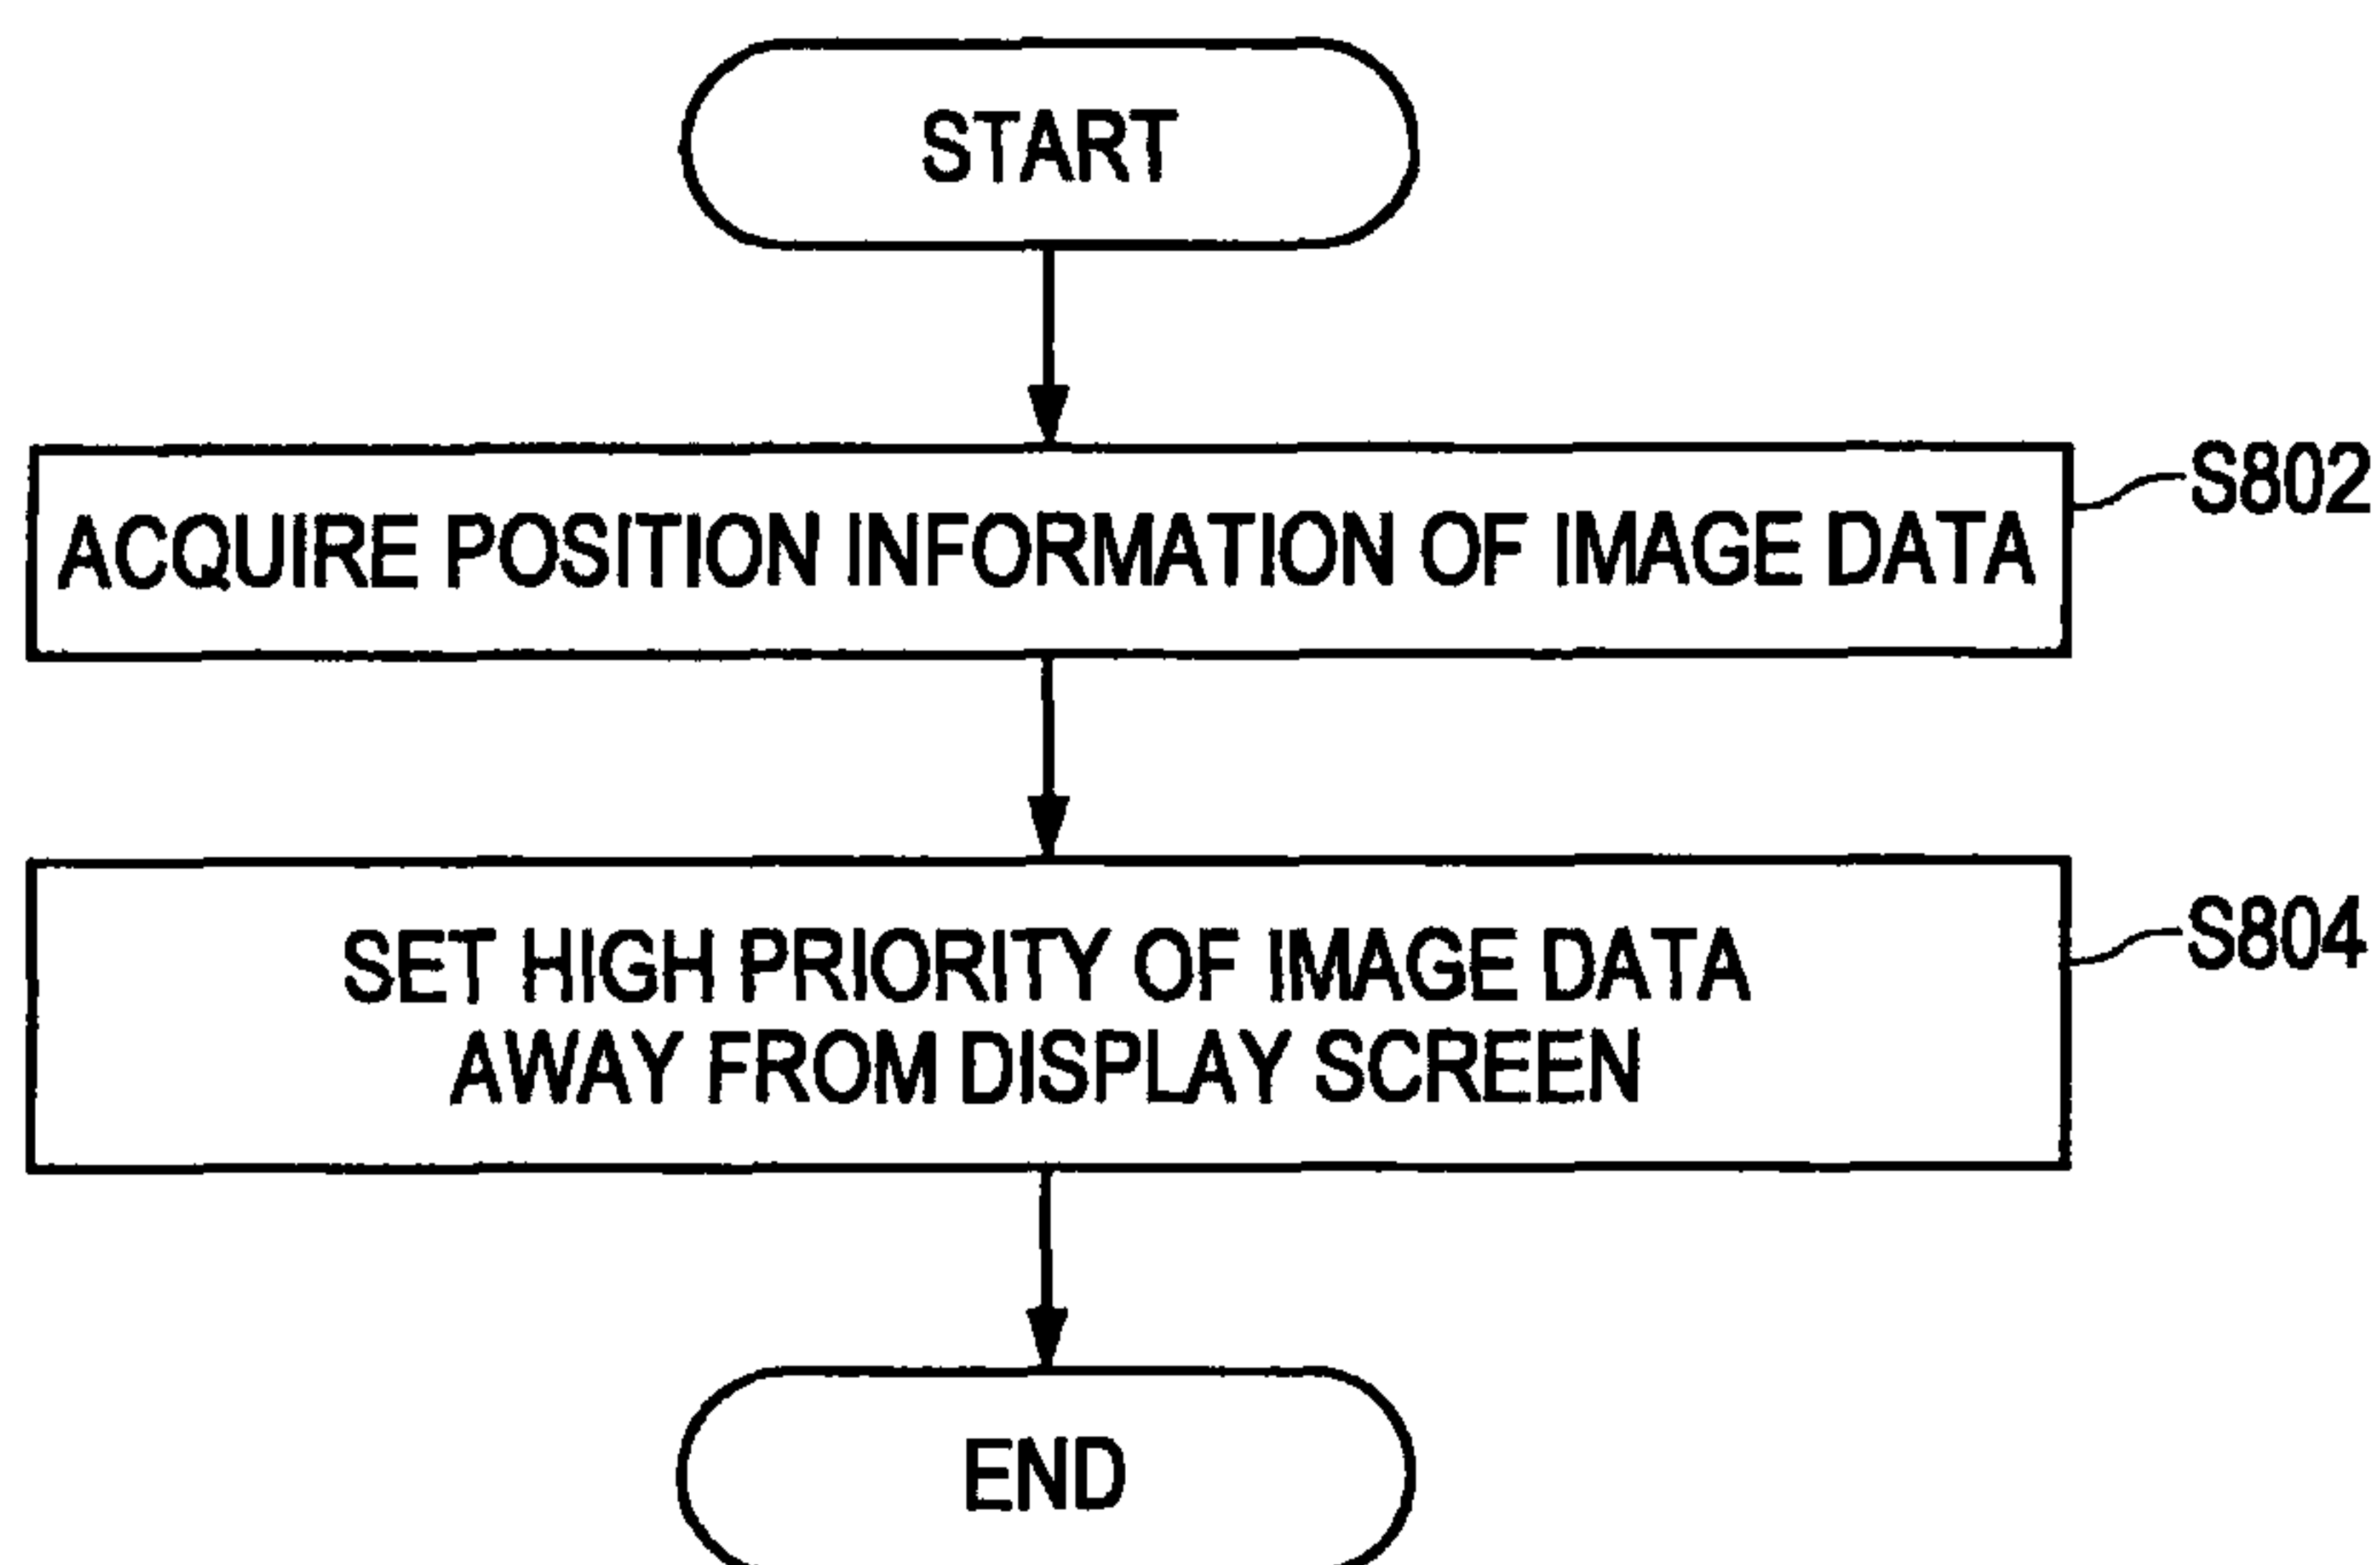 START
ACQUIRE POSITION INFORMATION OF IMAGE DATA
S802
SET HIGH PRIORITY OF IMAGE DATA
AWAY FROM DISPLAY SCREEN
S804
END